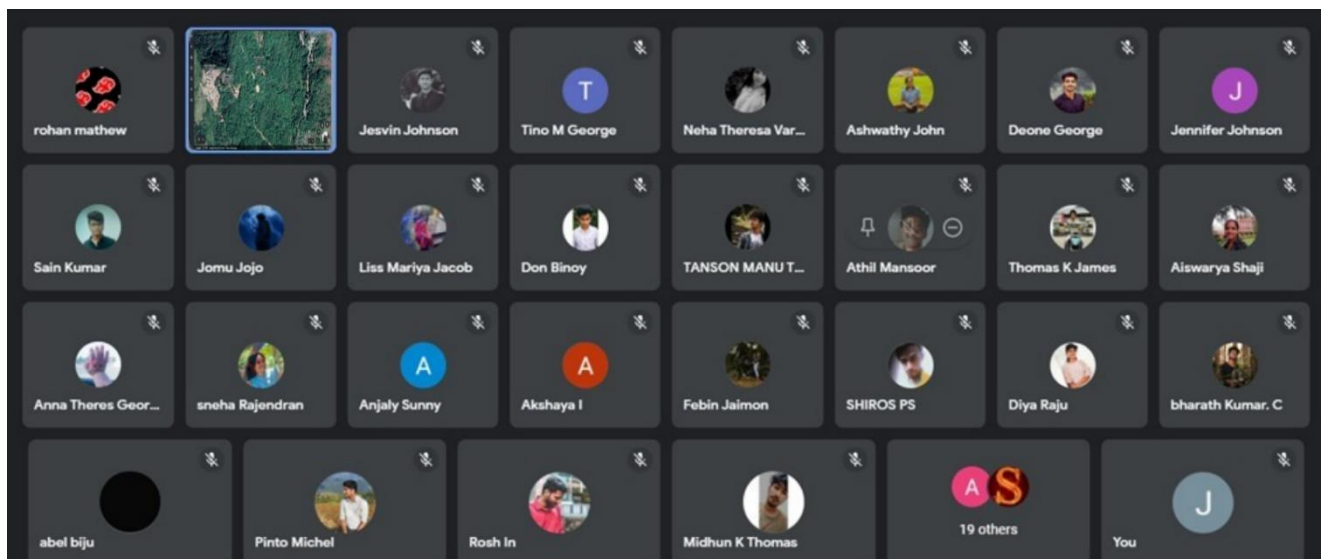 rohan mathew
Jesvin Johnson
T
Tino M George
Neha Theresa Var...
Ashwathy John
Deone George
J
Jennifer Johnson
Sain Kumar
Jomu Jojo
Liss Mariya Jacob
Don Binoy
TANSON MANU T...
Athil Mansoor
Thomas K James
Aiswarya Shaji
Anna Theres Geor...
sneha Rajendran
A
Anjaly Sunny
A
Akshaya I
Febin Jaimon
SHIROS PS
Diya Raju
bharath Kumar. C
abel biju
Pinto Michel
Rosh In
Midhun K Thomas
A S
19 others
J
You